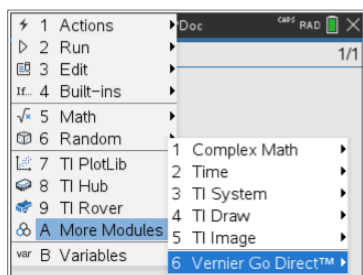 1 Actions
Doc
CAPS RAD
2 Run
1/1
3 Edit
If... 4 Built-ins
√x 5 Math
6 Random
7 TI PlotLib
8 TI Hub
9 TI Rover
A More Modules
var B Variables
1 Complex Math
2 Time
3 TI System
4 TI Draw
5 TI Image
6 Vernier Go Direct™